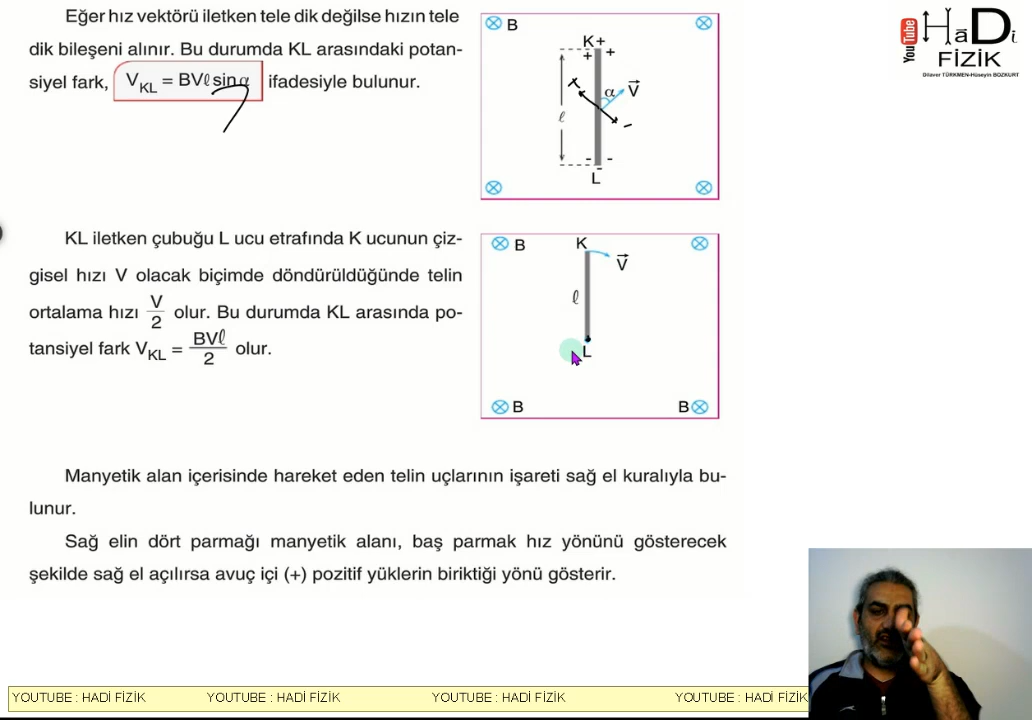 Eğer hız vektörü iletken tele dik değilse hızın tele
dik bileşeni alınır. Bu durumda KL arasındaki potan-
siyel fark, V_KL = BVℓ sinα ifadesiyle bulunur.
B
K+
+ +
α V
ℓ
- -
-
L
YouTube HaDi
FİZİK
Dilaver TÜRKMEN-Hüseyin BOZKURT
KL iletken çubuğu L ucu etrafında K ucunun çiz-
gisel hızı V olacak biçimde döndürüldüğünde telin
ortalama hızı V/2 olur. Bu durumda KL arasında po-
tansiyel fark V_KL = BVℓ/2 olur.
B K
V
ℓ
L
B B
Manyetik alan içerisinde hareket eden telin uçlarının işareti sağ el kuralıyla bu-
lunur.
Sağ elin dört parmağı manyetik alanı, baş parmak hız yönünü gösterecek
şekilde sağ el açılırsa avuç içi (+) pozitif yüklerin biriktiği yönü gösterir.
YOUTUBE : HADİ FİZİK YOUTUBE : HADİ FİZİK YOUTUBE : HADİ FİZİK YOUTUBE : HADİ FİZİK